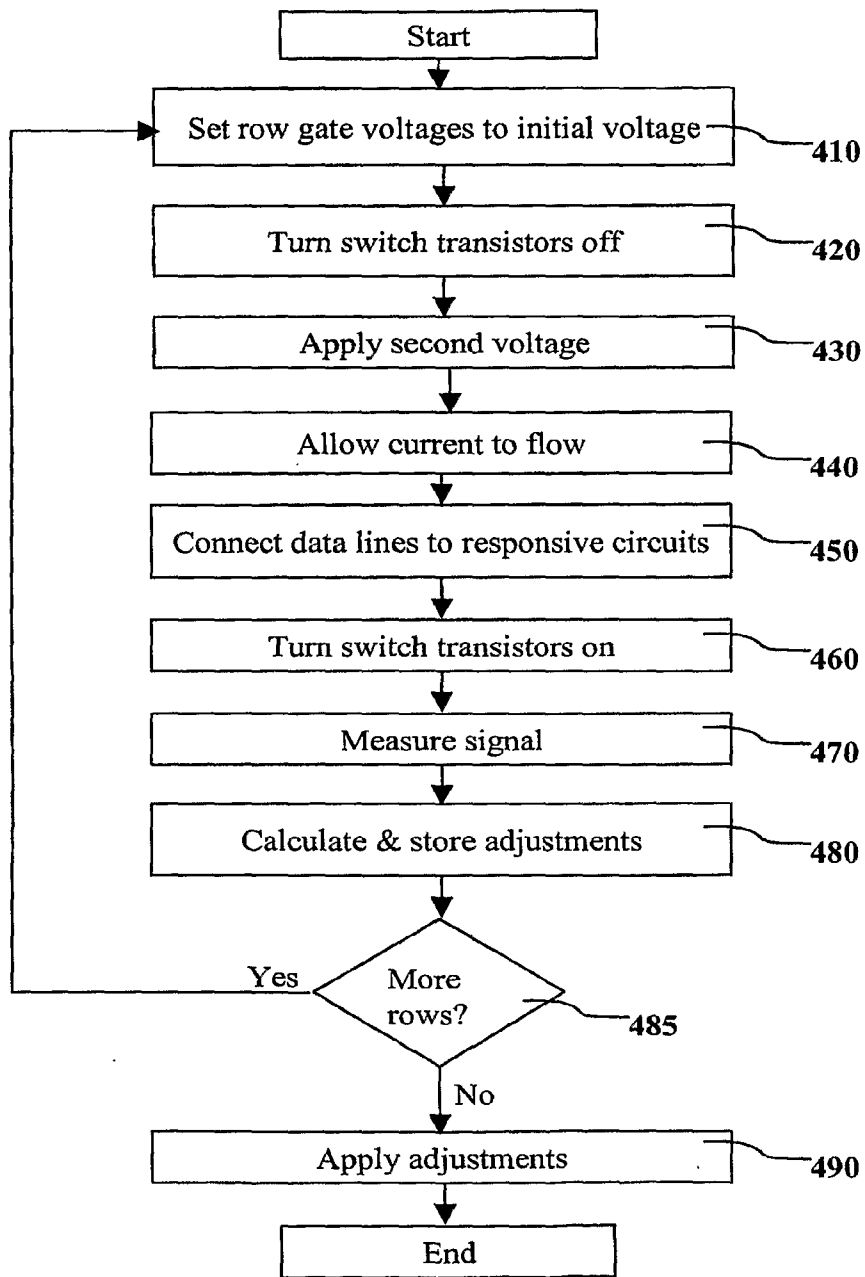 Start
Set row gate voltages to initial voltage
410
Turn switch transistors off
420
Apply second voltage
430
Allow current to flow
440
Connect data lines to responsive circuits
450
Turn switch transistors on
460
Measure signal
470
Calculate & store adjustments
480
Yes
More
rows?
485
No
Apply adjustments
490
End